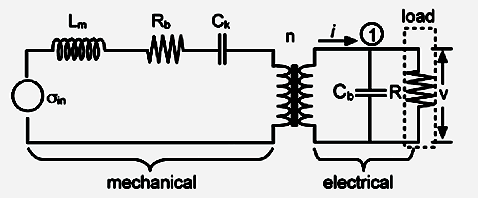 load
Lm Rb Ck n i 1
σin Cb R v
mechanical electrical